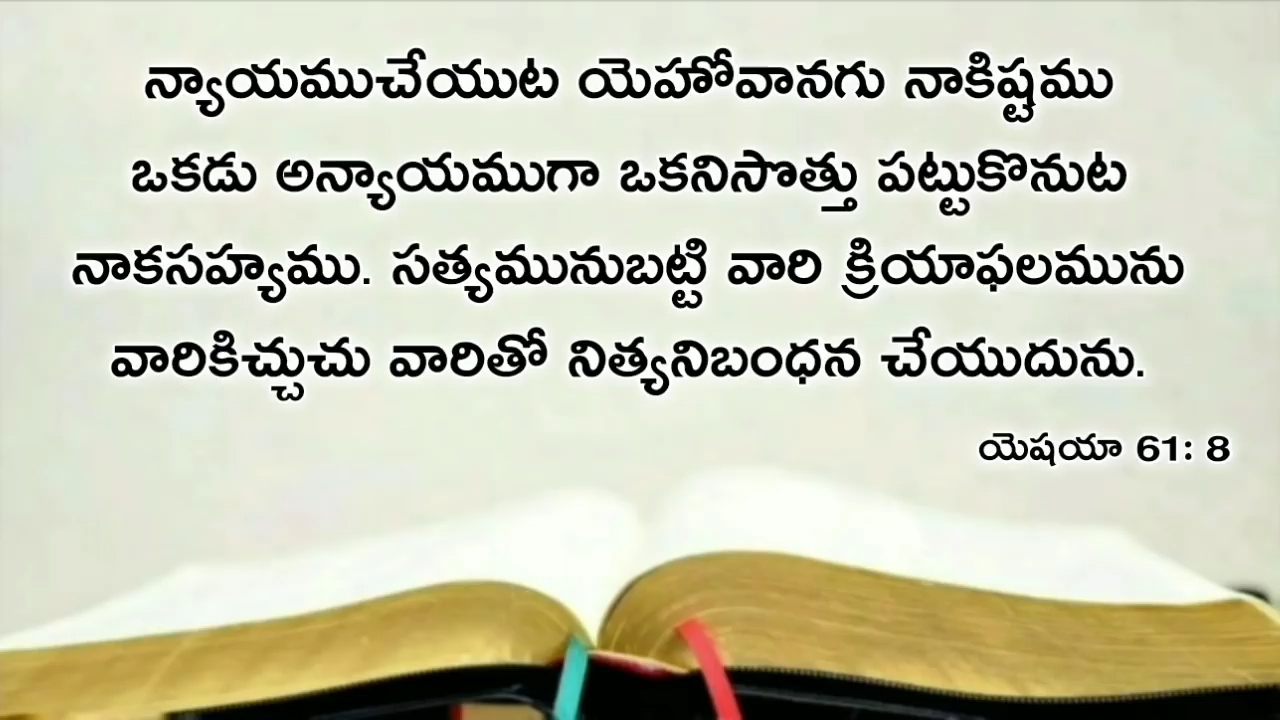 న్యాయముచేయుట యెహోవానగు నాకిష్టము
ఒకడు అన్యాయముగా ఒకనిసొత్తు పట్టుకొనుట
నాకసహ్యము. సత్యమునుబట్టి వారి క్రియాఫలమును
వారికిచ్చుచు వారితో నిత్యనిబంధన చేయుదును.
యెషయా 61: 8